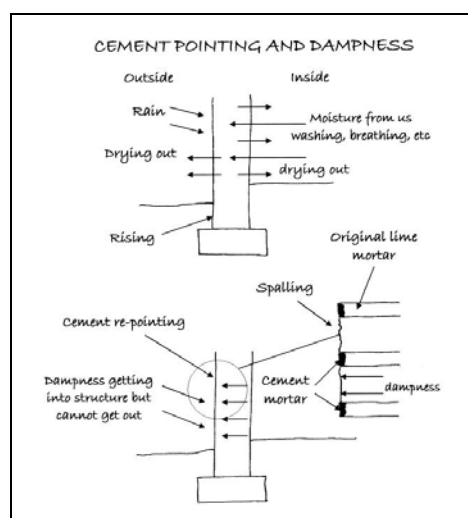 CEMENT POINTING AND DAMPNESS
Outside
Inside
Rain
Moisture from us
washing, breathing, etc
Drying out
drying out
Rising
Original lime
mortar
Spalling
Cement re-pointing
Dampness getting
into structure but
cannot get out
Cement
mortar
dampness